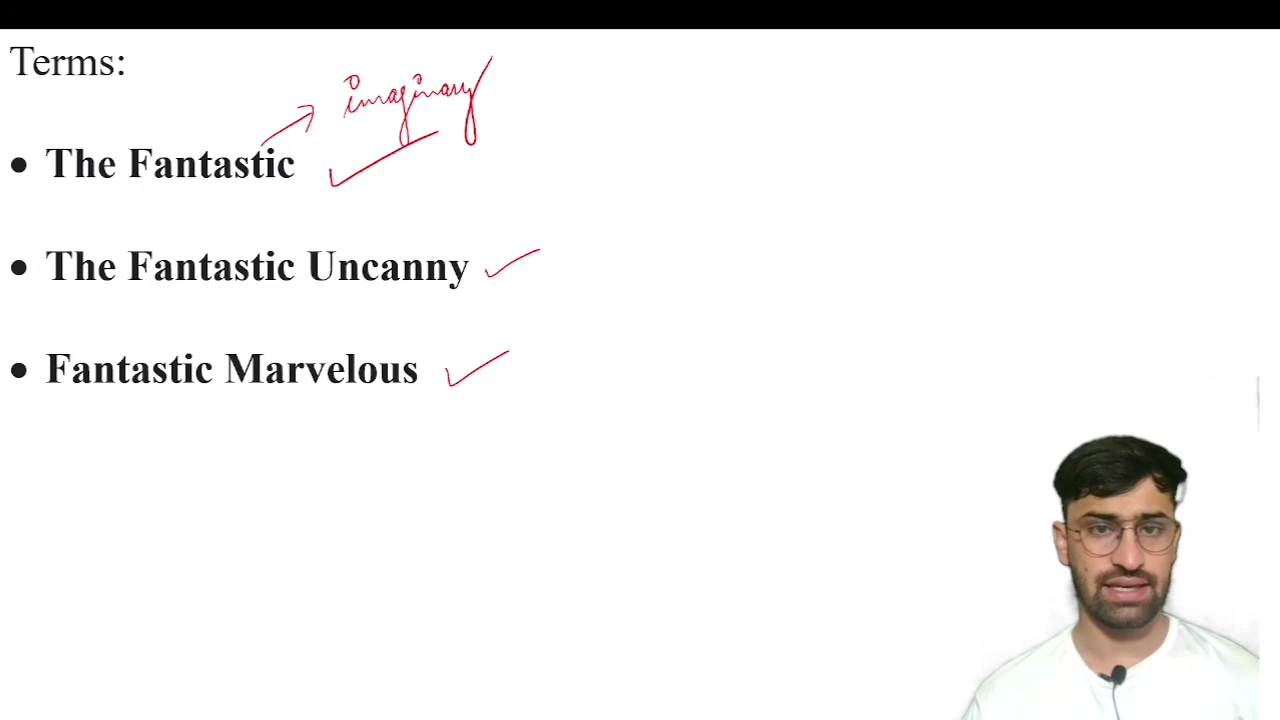 Terms:
imaginary
• The Fantastic
• The Fantastic Uncanny
• Fantastic Marvelous